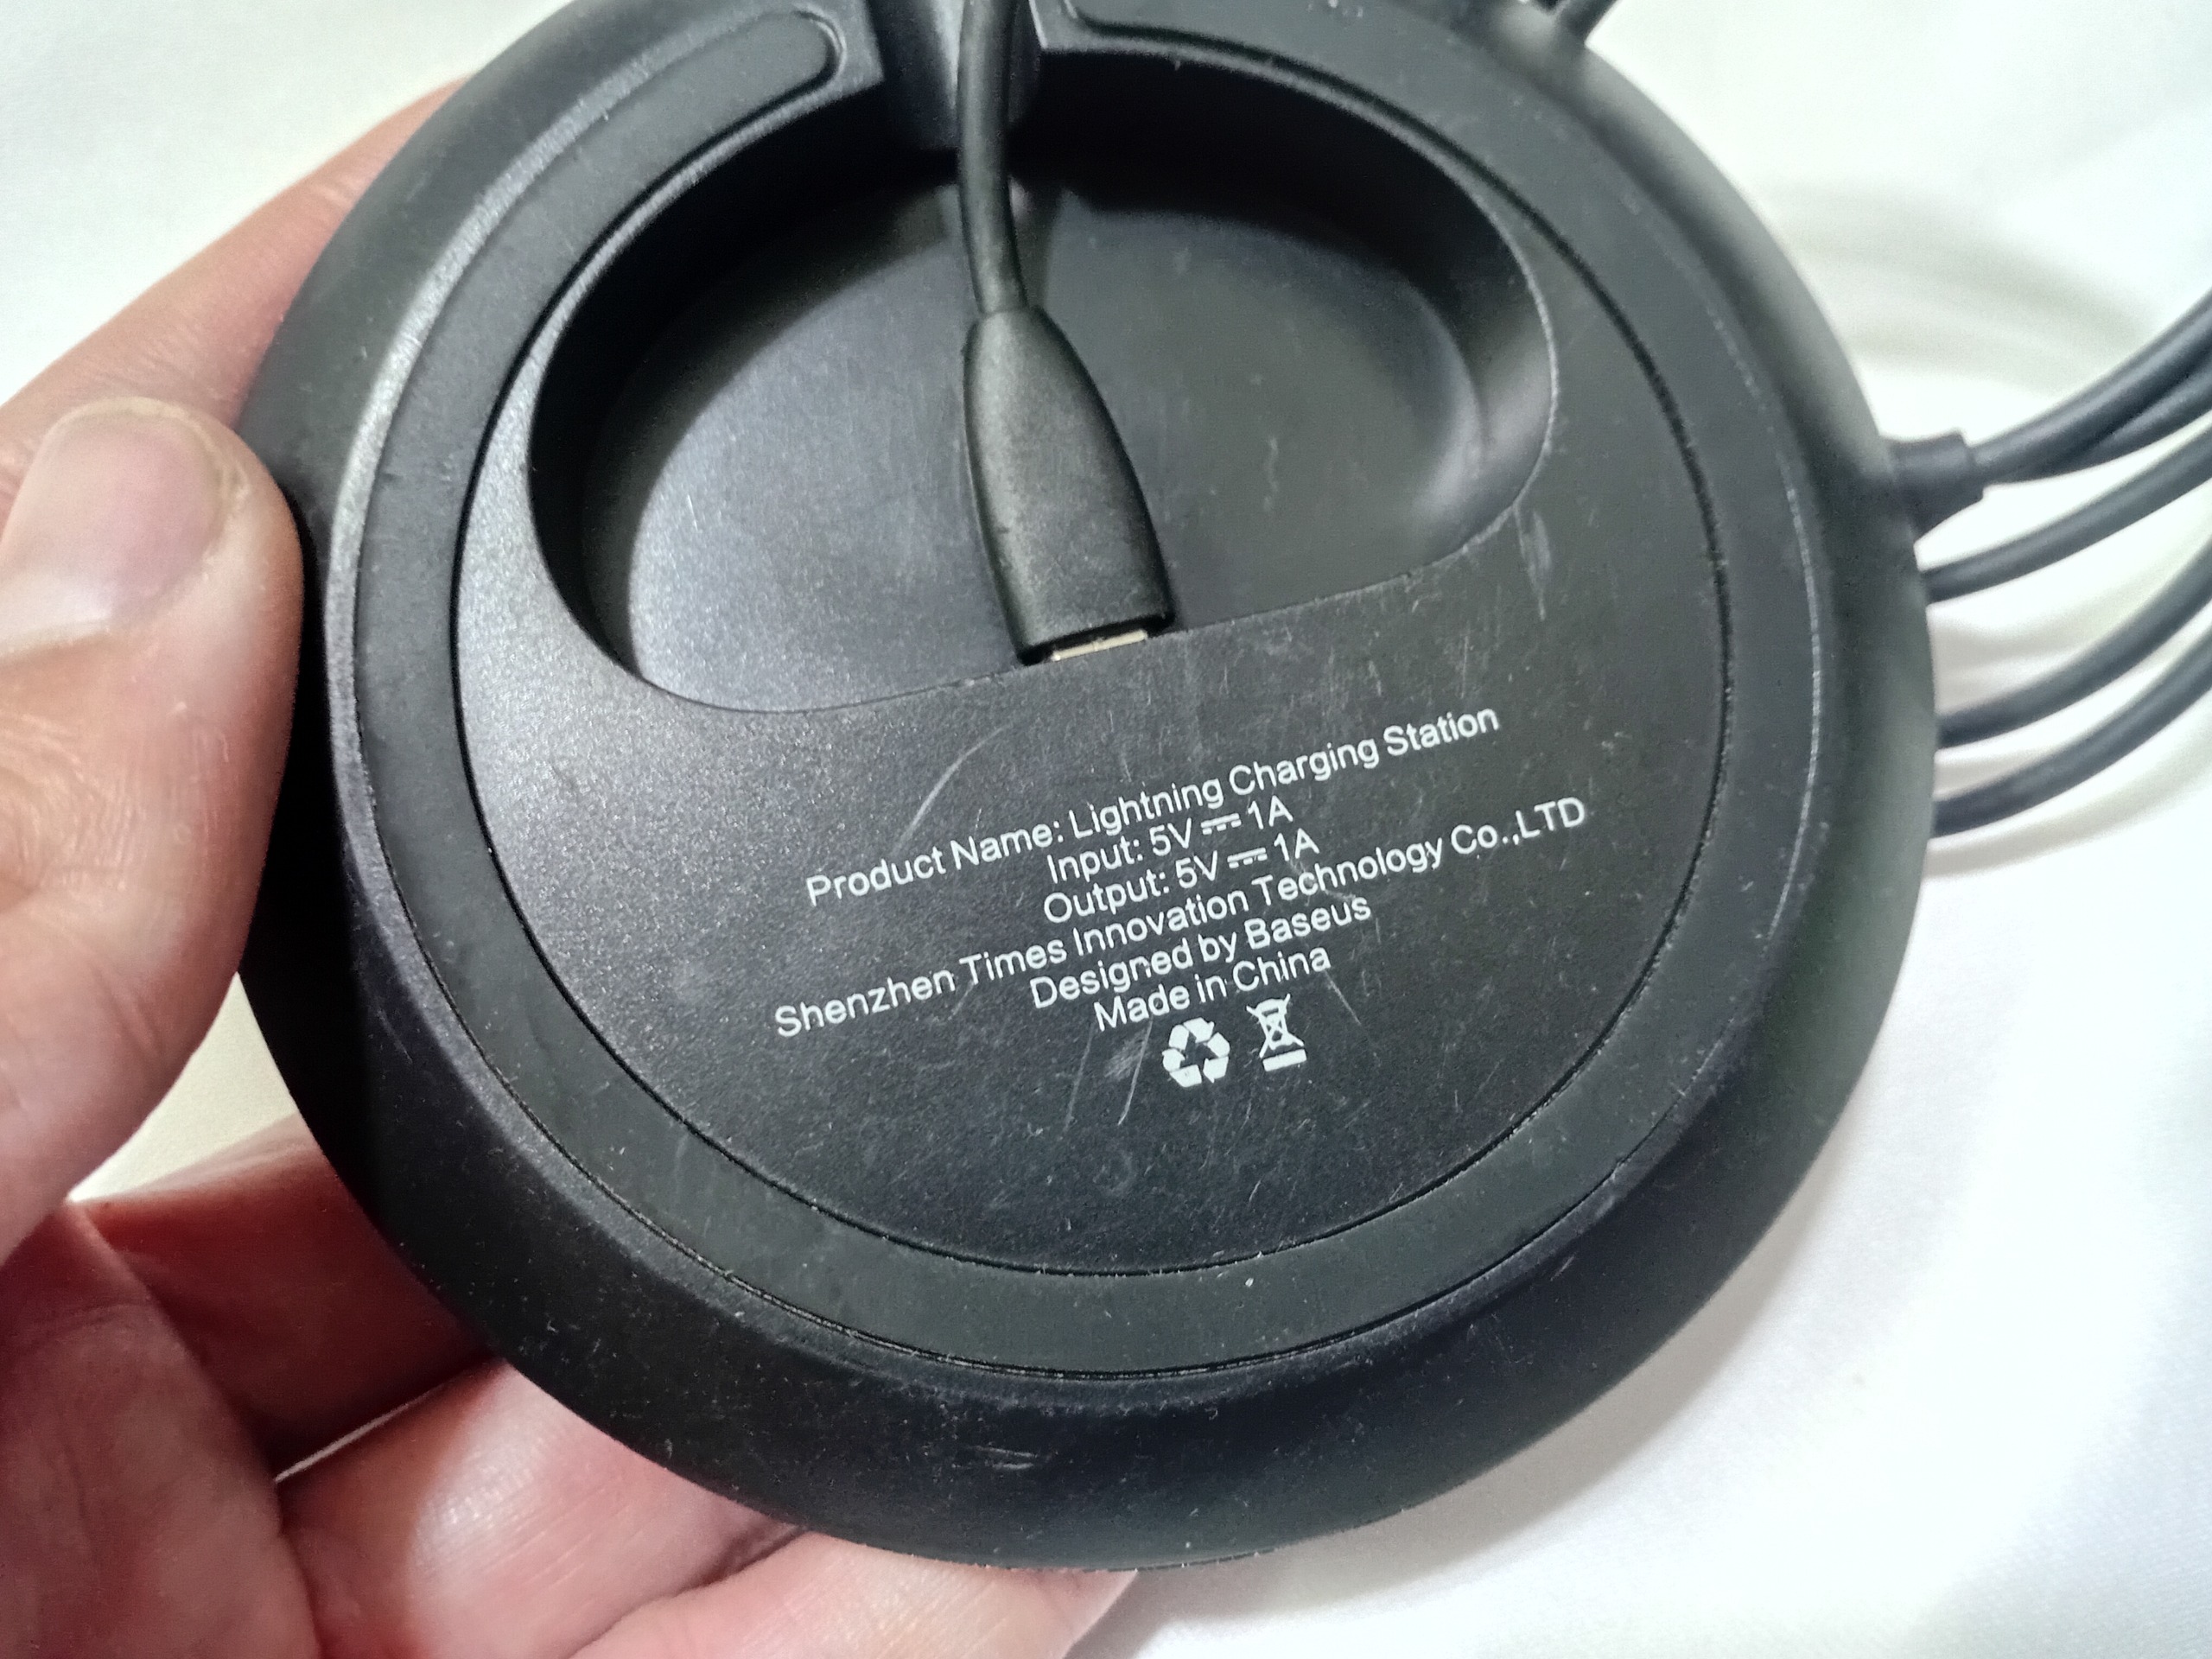 Product Name: Lightning Charging Station
Input: 5V⎓1A
Output: 5V⎓1A
Shenzhen Times Innovation Technology Co.,LTD
Designed by Baseus
Made in China